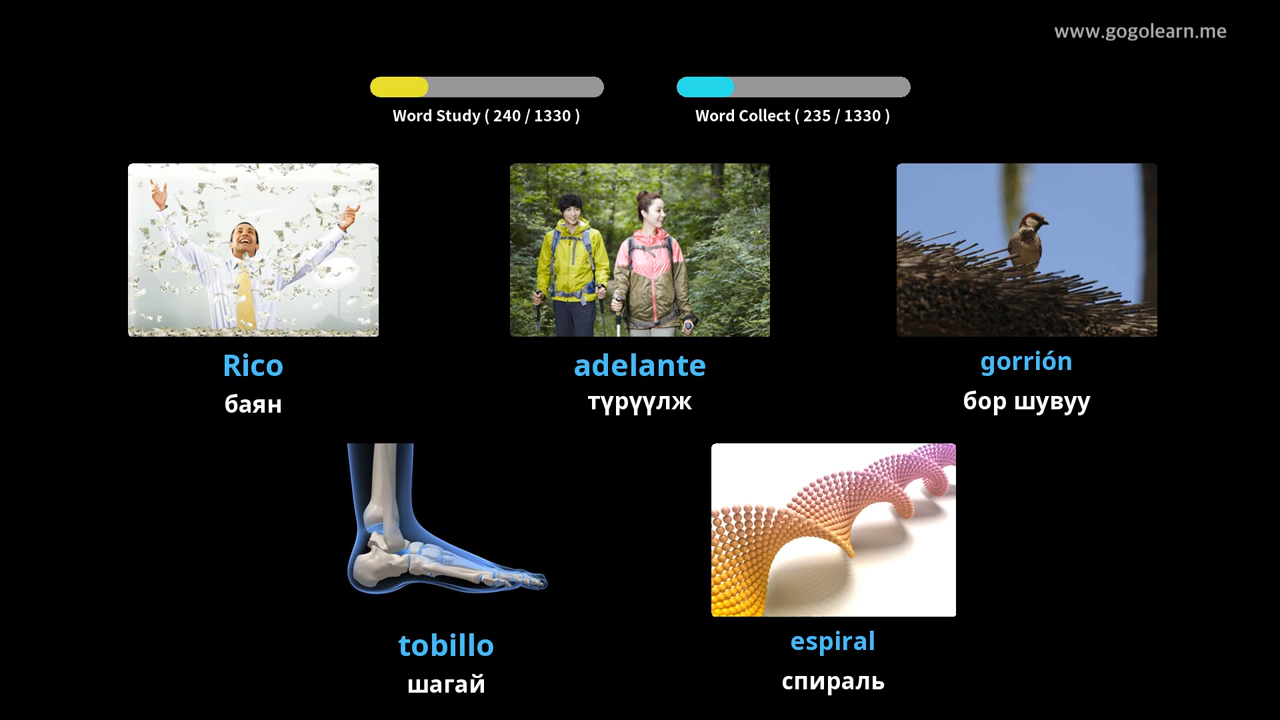 www.gogolearn.me
Word Study ( 240 / 1330 )
Word Collect ( 235 / 1330 )
Rico
баян
adelante
түрүүлж
gorrión
бор шувуу
tobillo
шагай
espiral
спираль